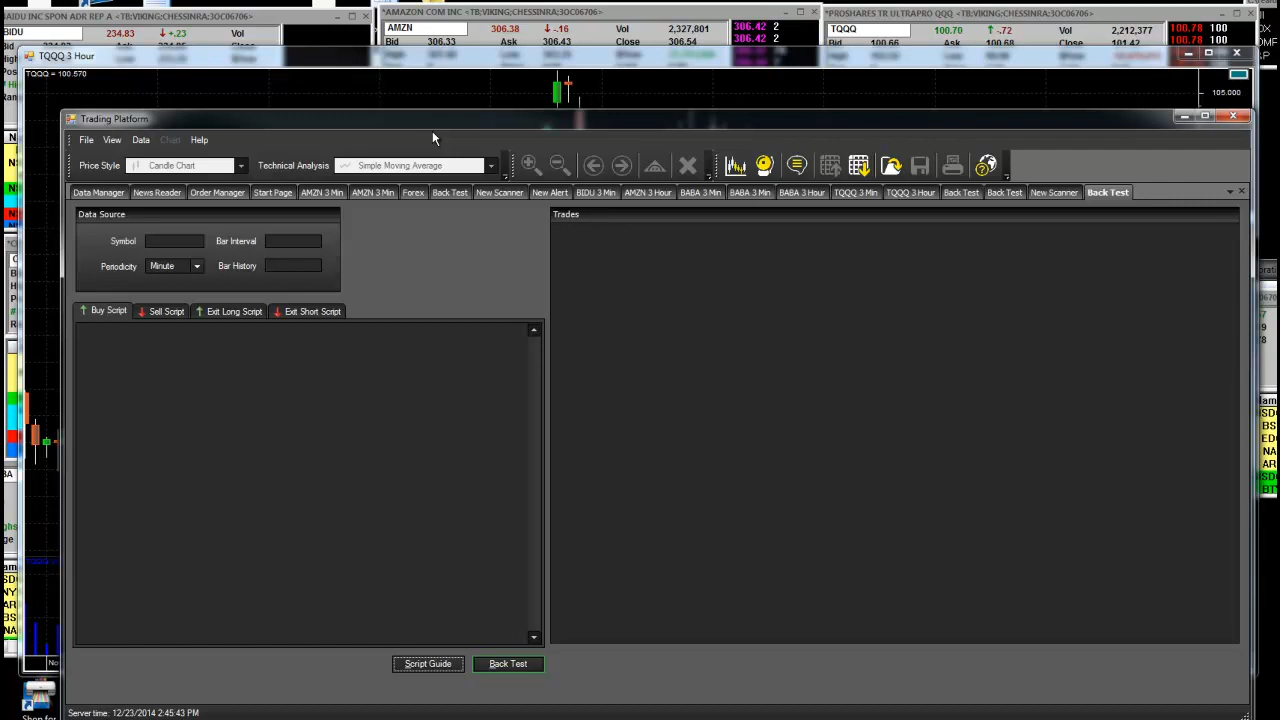 BAIDU INC SPON ADR REP A <TB:VIKING;CHESSINRA;3OC06706>
*AMAZON COM INC <TB:VIKING;CHESSINRA;3OC06706>
*PROSHARES TR ULTRAPRO QQQ <TB:VIKING;CHESSINRA;3OC06706>
BIDU 234.83 +.23 Vol
AMZN 306.38 -.16 2,327,801
Bid 306.33 Ask 306.43 Close 306.54
306.42 2
306.42 2
306.42 2
TQQQ 100.70 -.72 2,212,377
Bid 100.66 Ask 100.68 Close 101.42
100.78 100
100.78 100
TQQQ 3 Hour
TQQQ = 100.570
105.000
Trading Platform
File View Data Chart Help
Price Style Candle Chart Technical Analysis Simple Moving Average
Data Manager News Reader Order Manager Start Page AMZN 3 Min AMZN 3 Min Forex Back Test New Scanner New Alert BIDU 3 Min AMZN 3 Hour BABA 3 Min BABA 3 Min BABA 3 Hour TQQQ 3 Min TQQQ 3 Hour Back Test Back Test New Scanner Back Test
Data Source
Trades
Symbol Bar Interval
Periodicity Minute Bar History
Buy Script Sell Script Exit Long Script Exit Short Script
Script Guide Back Test
Server time: 12/23/2014 2:45:43 PM
Shop for